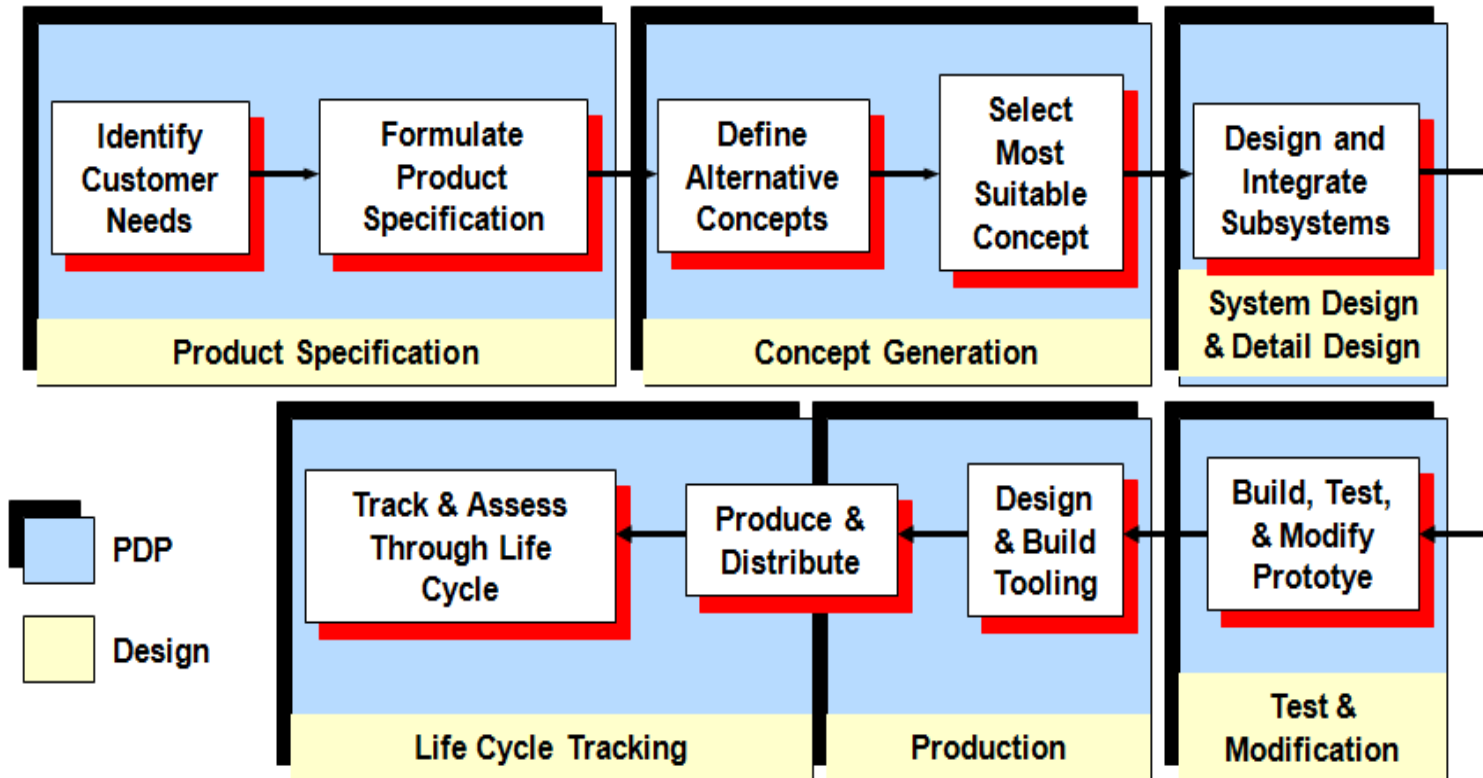 Identify
Customer
Needs
Formulate
Product
Specification
Define
Alternative
Concepts
Select
Most
Suitable
Concept
Design and
Integrate
Subsystems
Product Specification
Concept Generation
System Design
& Detail Design
Track & Assess
Through Life
Cycle
Produce &
Distribute
Design
& Build
Tooling
Build, Test,
& Modify
Prototye
PDP
Design
Life Cycle Tracking
Production
Test &
Modification